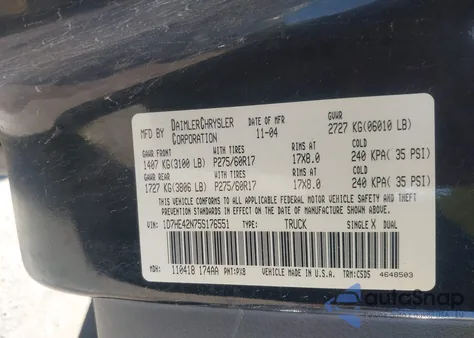 MFD BY DAIMLERCHRYSLER CORPORATION DATE OF MFR 11-04 GVWR 2727 KG(06010 LB)
GAWR FRONT WITH TIRES RIMS AT COLD
1407 KG(3100 LB) P275/60R17 17X8.0 240 KPA( 35 PSI)
GAWR REAR WITH TIRES RIMS AT COLD
1727 KG(3806 LB) P275/60R17 17X8.0 240 KPA( 35 PSI)
THIS VEHICLE CONFORMS TO ALL APPLICABLE FEDERAL MOTOR VEHICLE SAFETY
STANDARDS IN EFFECT ON THE DATE OF MANUFACTURE SHOWN ABOVE.
VIN: 1D7HE42N75S176551 TYPE: TRUCK SINGLE X DUAL
MDH: 110418 174AA PNT: PXB VEHICLE MADE IN U.S.A. TRM: C5DS 4648503
autoSnap